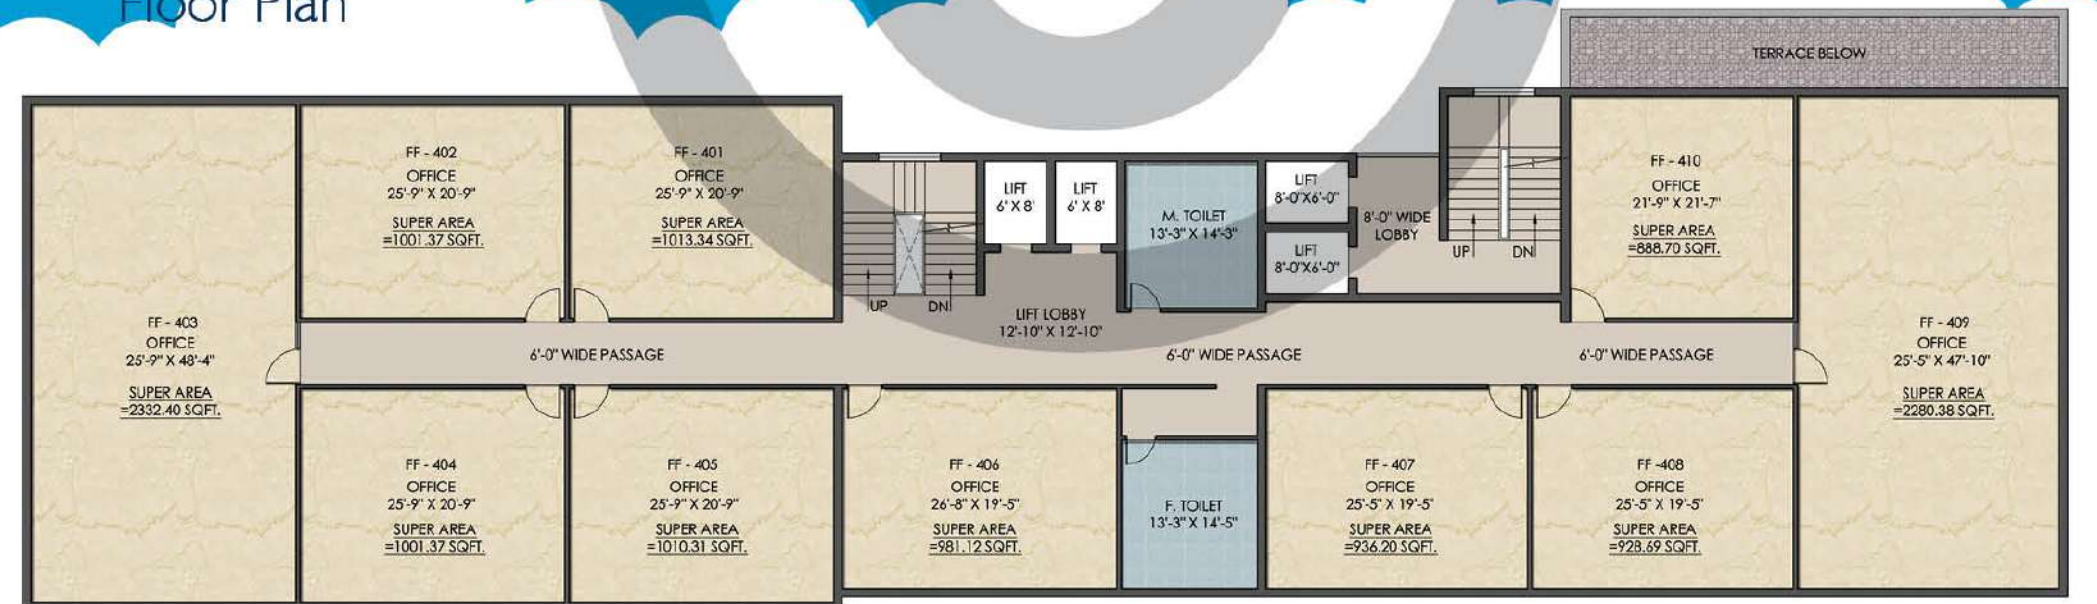 Floor Plan
TERRACE BELOW
FF - 402
OFFICE
25'-9" X 20'-9"
SUPER AREA
=1001.37 SQFT.
FF - 401
OFFICE
25'-9" X 20'-9"
SUPER AREA
=1013.34 SQFT.
LIFT
6' X 8'
LIFT
6' X 8'
M. TOILET
13'-3" X 14'-3"
LIFT
8'-0"X6'-0"
LIFT
8'-0"X6'-0"
8'-0" WIDE
LOBBY
UP
DN
FF - 410
OFFICE
21'-9" X 21'-7"
SUPER AREA
=888.70 SQFT.
UP
DN
LIFT LOBBY
12'-10" X 12'-10"
FF - 403
OFFICE
25'-9" X 48'-4"
SUPER AREA
=2332.40 SQFT.
6'-0" WIDE PASSAGE
6'-0" WIDE PASSAGE
6'-0" WIDE PASSAGE
FF - 409
OFFICE
25'-5" X 47'-10"
SUPER AREA
=2280.38 SQFT.
FF - 404
OFFICE
25'-9" X 20'-9"
SUPER AREA
=1001.37 SQFT.
FF - 405
OFFICE
25'-9" X 20'-9"
SUPER AREA
=1010.31 SQFT.
FF - 406
OFFICE
26'-8" X 19'-5"
SUPER AREA
=981.12 SQFT.
F. TOILET
13'-3" X 14'-5"
FF - 407
OFFICE
25'-5" X 19'-5"
SUPER AREA
=936.20 SQFT.
FF -408
OFFICE
25'-5" X 19'-5"
SUPER AREA
=928.69 SQFT.